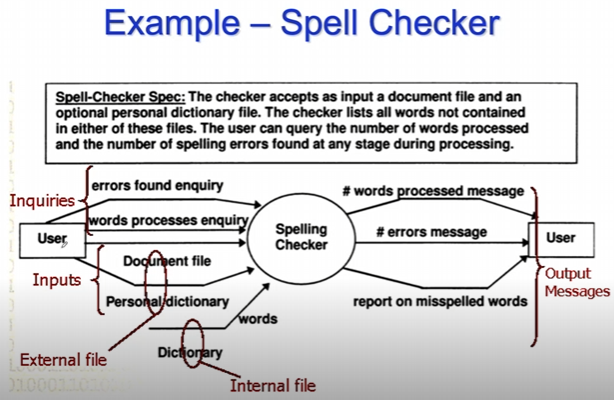 Example – Spell Checker
Spell-Checker Spec: The checker accepts as input a document file and an
optional personal dictionary file. The checker lists all words not contained
in either of these files. The user can query the number of words processed
and the number of spelling errors found at any stage during processing.
errors found enquiry
Inquiries
words processes enquiry
User
Document file
Inputs
Personal dictionary
words
Dictionary
External file
Internal file
Spelling
Checker
# words processed message
# errors message
User
report on misspelled words
Output
Messages